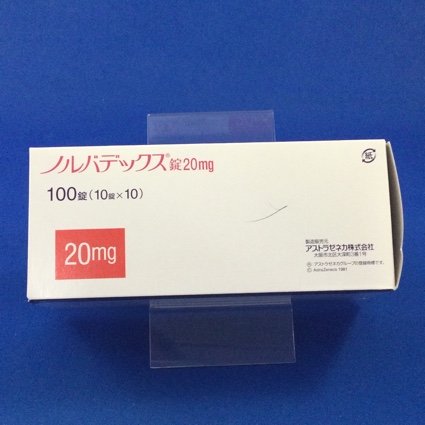 ノルバデックス®錠20mg
100錠(10錠×10)
20mg
紙
製造販売元
アストラゼネカ株式会社
大阪市北区大深町3番1号
® アストラゼネカグループの登録商標です。
© AstraZeneca 1981